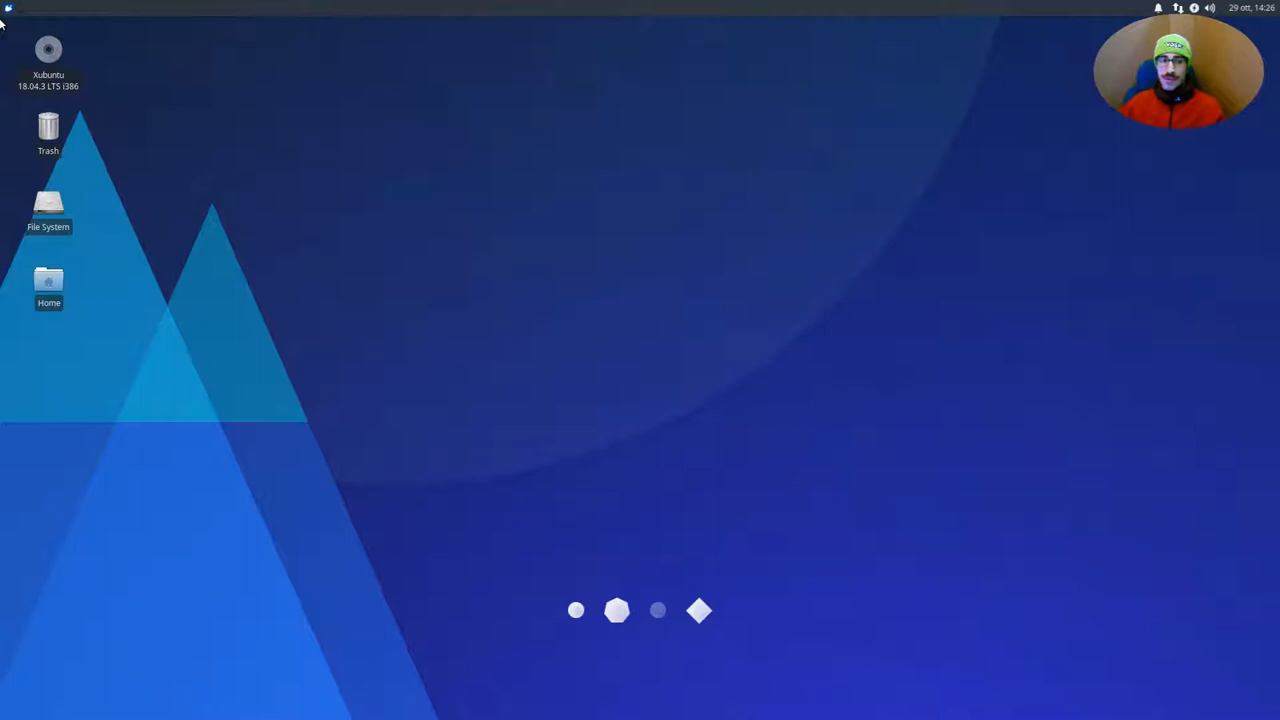 29 ott, 14:26
Xubuntu
18.04.3 LTS i386
Trash
File System
Home